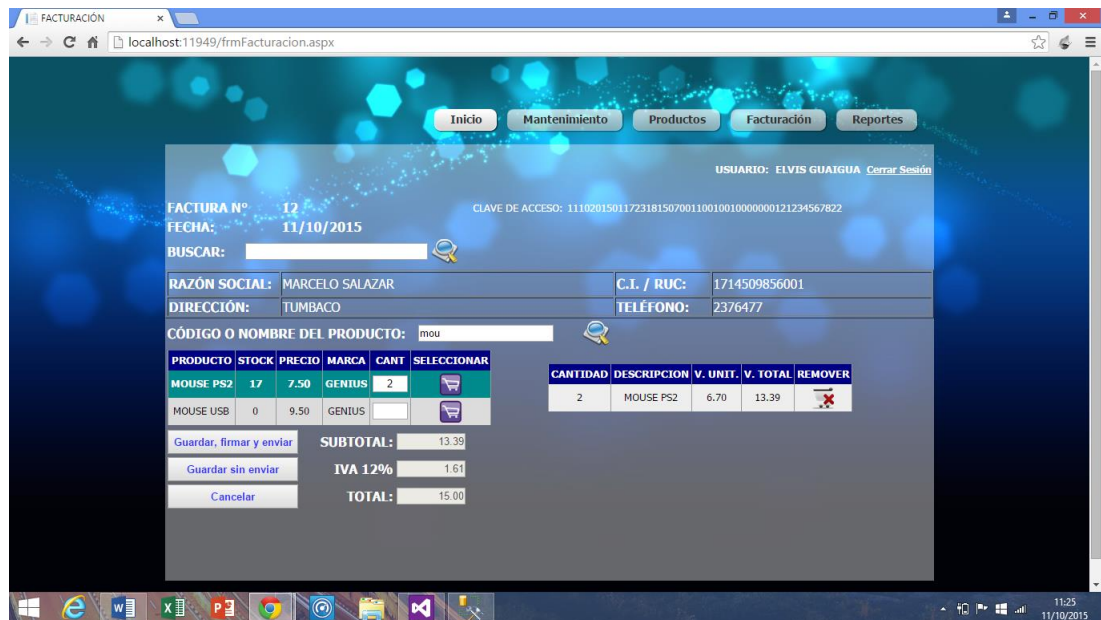 FACTURACIÓN
localhost:11949/frmFacturacion.aspx
Inicio Mantenimiento Productos Facturación Reportes
USUARIO: ELVIS GUAIGUA Cerrar Sesión
FACTURA Nº 12 CLAVE DE ACCESO: 1110201501172318150700110010010000000121234567822
FECHA: 11/10/2015
BUSCAR:
RAZÓN SOCIAL: MARCELO SALAZAR C.I. / RUC: 1714509856001
DIRECCIÓN: TUMBACO TELÉFONO: 2376477
CÓDIGO O NOMBRE DEL PRODUCTO: mou
PRODUCTO STOCK PRECIO MARCA CANT SELECCIONAR
MOUSE PS2 17 7.50 GENIUS 2
MOUSE USB 0 9.50 GENIUS
CANTIDAD DESCRIPCION V. UNIT. V. TOTAL REMOVER
2 MOUSE PS2 6.70 13.39
Guardar, firmar y enviar SUBTOTAL: 13.39
Guardar sin enviar IVA 12% 1.61
Cancelar TOTAL: 15.00
11:25
11/10/2015